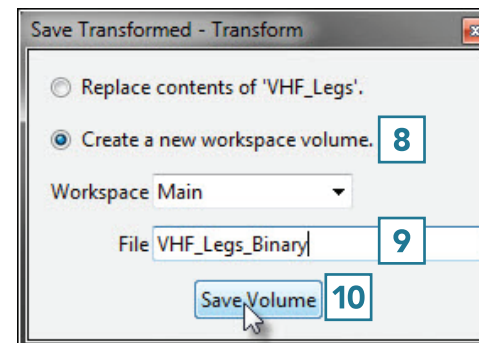 Save Transformed - Transform
Replace contents of 'VHF_Legs'.
Create a new workspace volume. 8
Workspace Main
File VHF_Legs_Binary 9
Save Volume 10